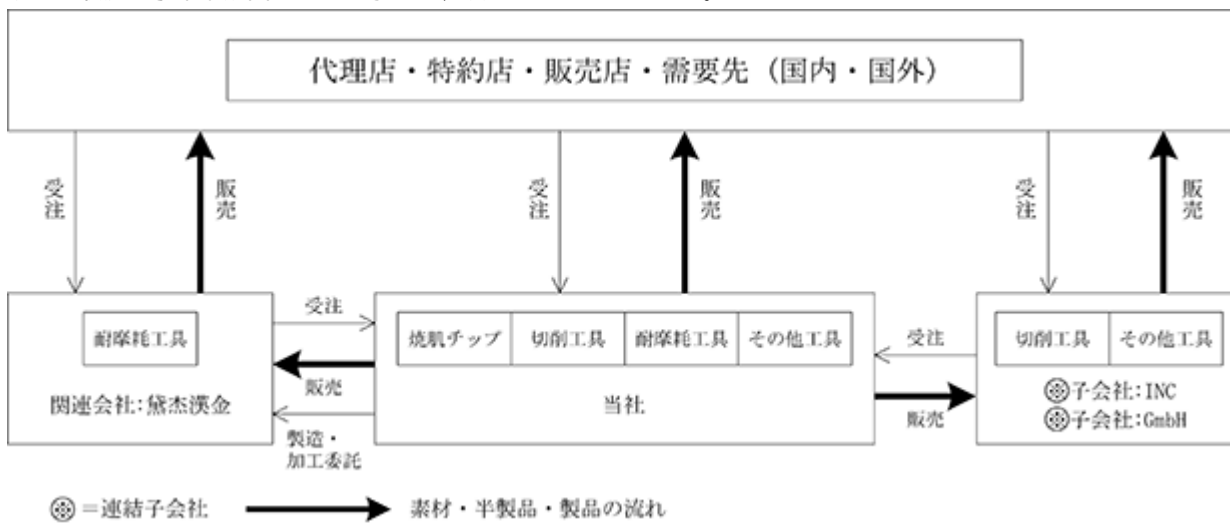 代理店・特約店・販売店・需要先（国内・国外）
受注
販売
受注
販売
受注
販売
耐摩耗工具
関連会社：黛杰漢金
受注
販売
製造・
加工委託
焼肌チップ
切削工具
耐摩耗工具
その他工具
当社
受注
販売
切削工具
その他工具
※子会社：INC
※子会社：GmbH
※＝連結子会社
素材・半製品・製品の流れ